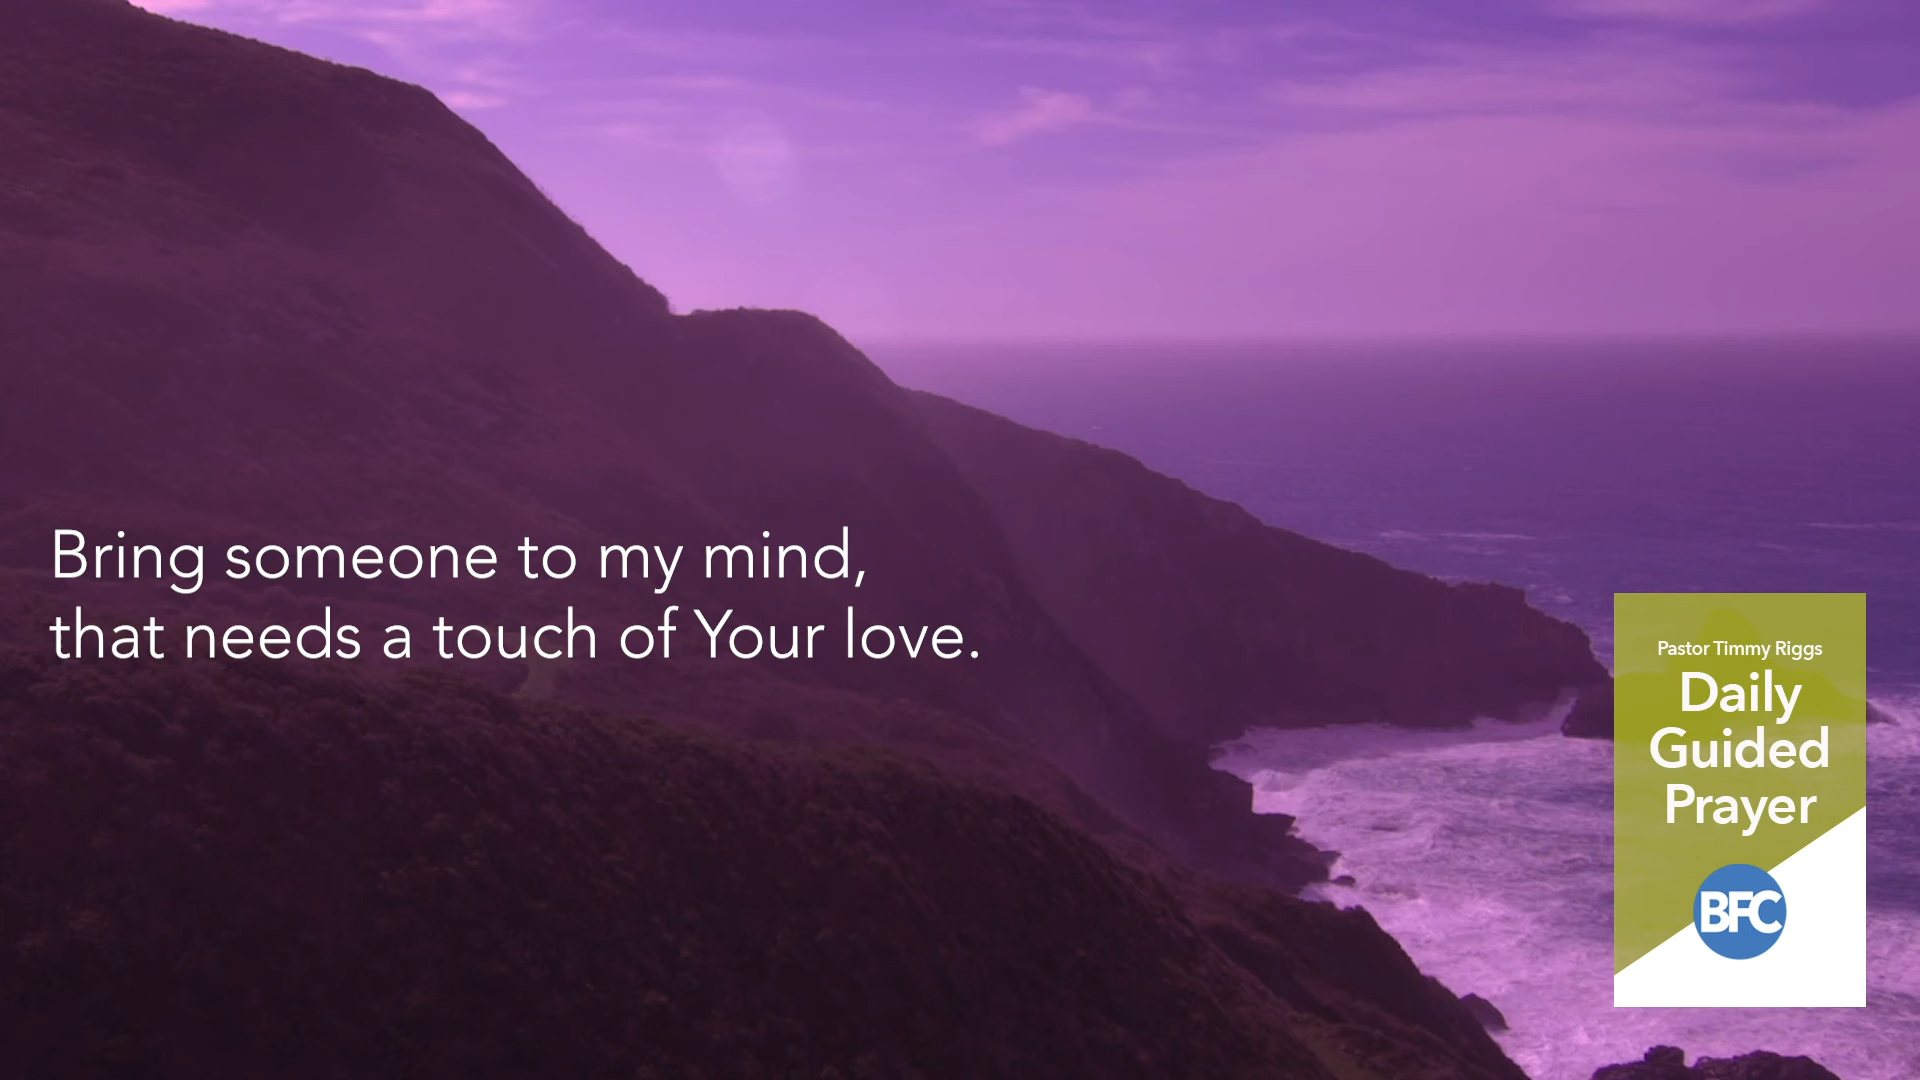 Bring someone to my mind,
that needs a touch of Your love.
Pastor Timmy Riggs
Daily
Guided
Prayer
BFC